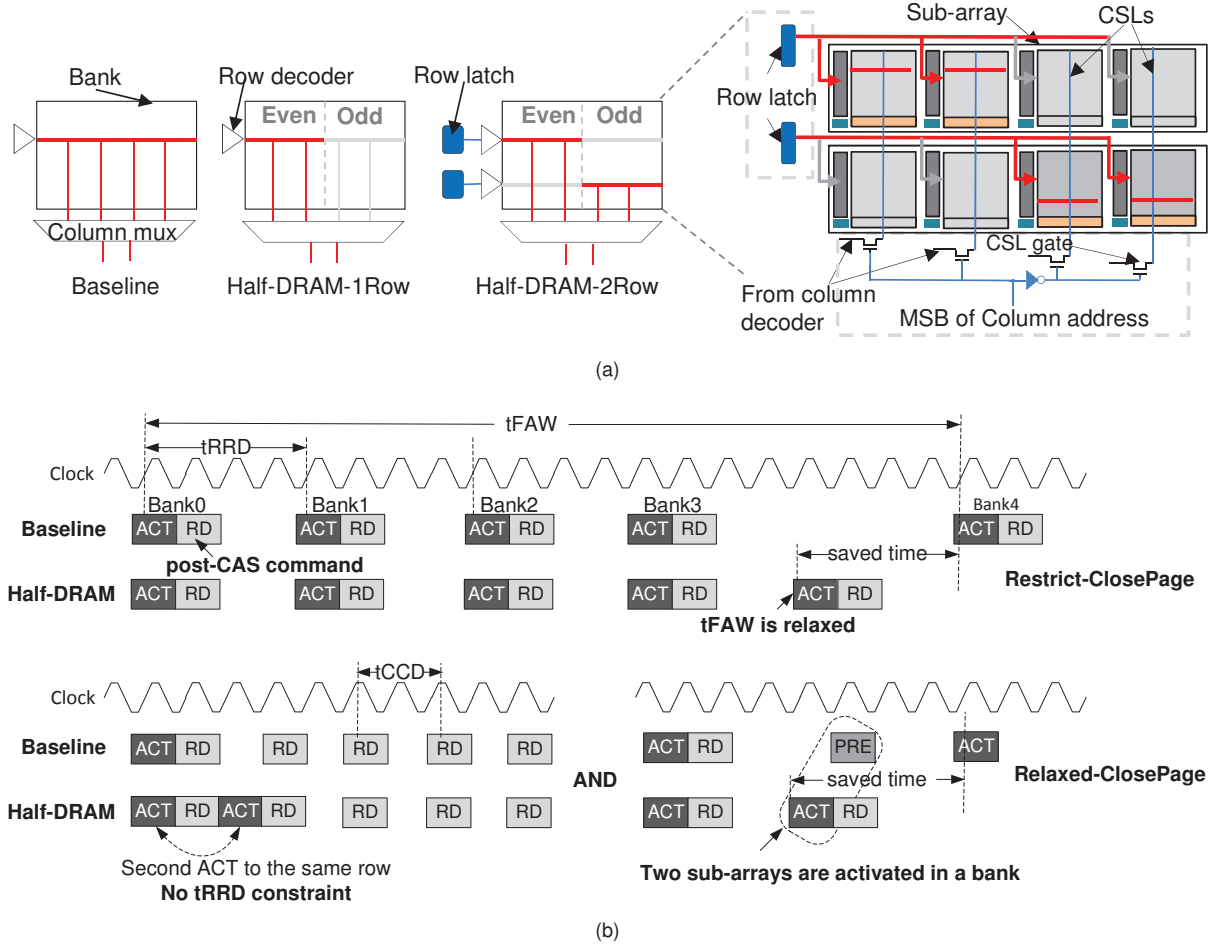 Sub-array
CSLs
Bank
Row decoder
Row latch
Even
Odd
Even
Odd
Row latch
Column mux
CSL gate
Baseline
Half-DRAM-1Row
Half-DRAM-2Row
From column
decoder
MSB of Column address
(a)
tFAW
tRRD
Clock
Bank0
Bank1
Bank2
Bank3
Bank4
Baseline
ACT RD
ACT RD
ACT RD
ACT RD
ACT RD
post-CAS command
saved time
Restrict-ClosePage
Half-DRAM
ACT RD
ACT RD
ACT RD
ACT RD
ACT RD
tFAW is relaxed
tCCD
Clock
Baseline
ACT RD
RD
RD
RD
RD
ACT RD
PRE
ACT
AND
saved time
Relaxed-ClosePage
Half-DRAM
ACT RD ACT RD
RD
RD
RD
ACT RD
ACT RD
Second ACT to the same row
No tRRD constraint
Two sub-arrays are activated in a bank
(b)